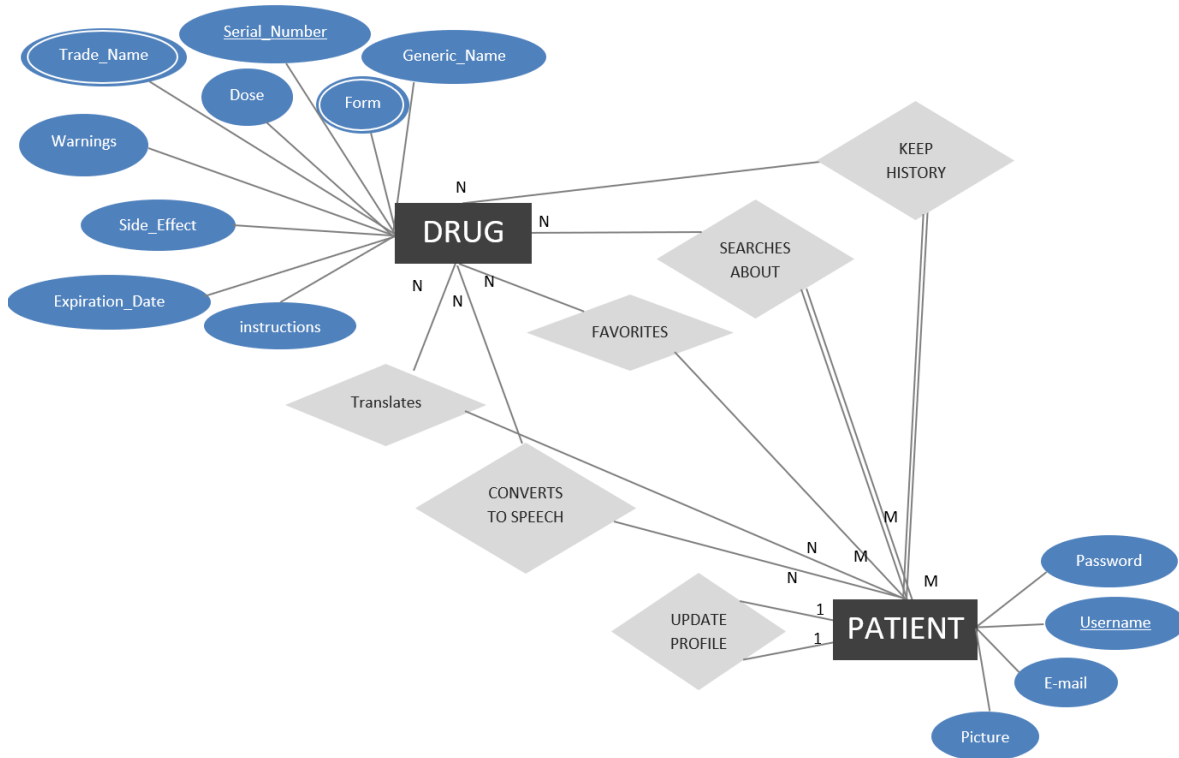 Serial_Number
Trade_Name
Generic_Name
Dose
Form
Warnings
KEEP
HISTORY
N
Side_Effect
DRUG
N
SEARCHES
ABOUT
N
N
N
Expiration_Date
instructions
FAVORITES
Translates
CONVERTS
TO SPEECH
M
N
M
N
M
Password
1
UPDATE
PROFILE
1
PATIENT
Username
E-mail
Picture